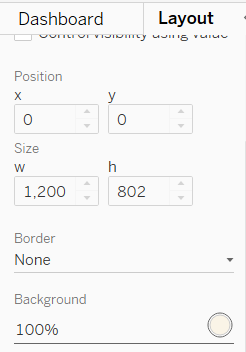 Dashboard Layout
Control visibility using value
Position
x y
0 0
Size
w h
1,200 802
Border
None
Background
100%